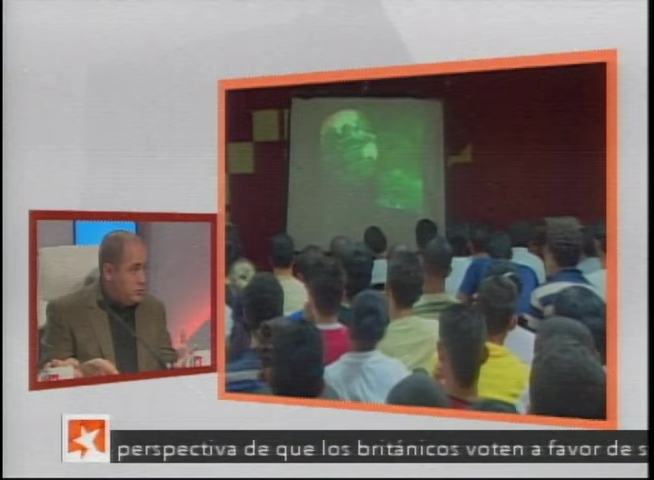 perspectiva de que los británicos voten a favor de s